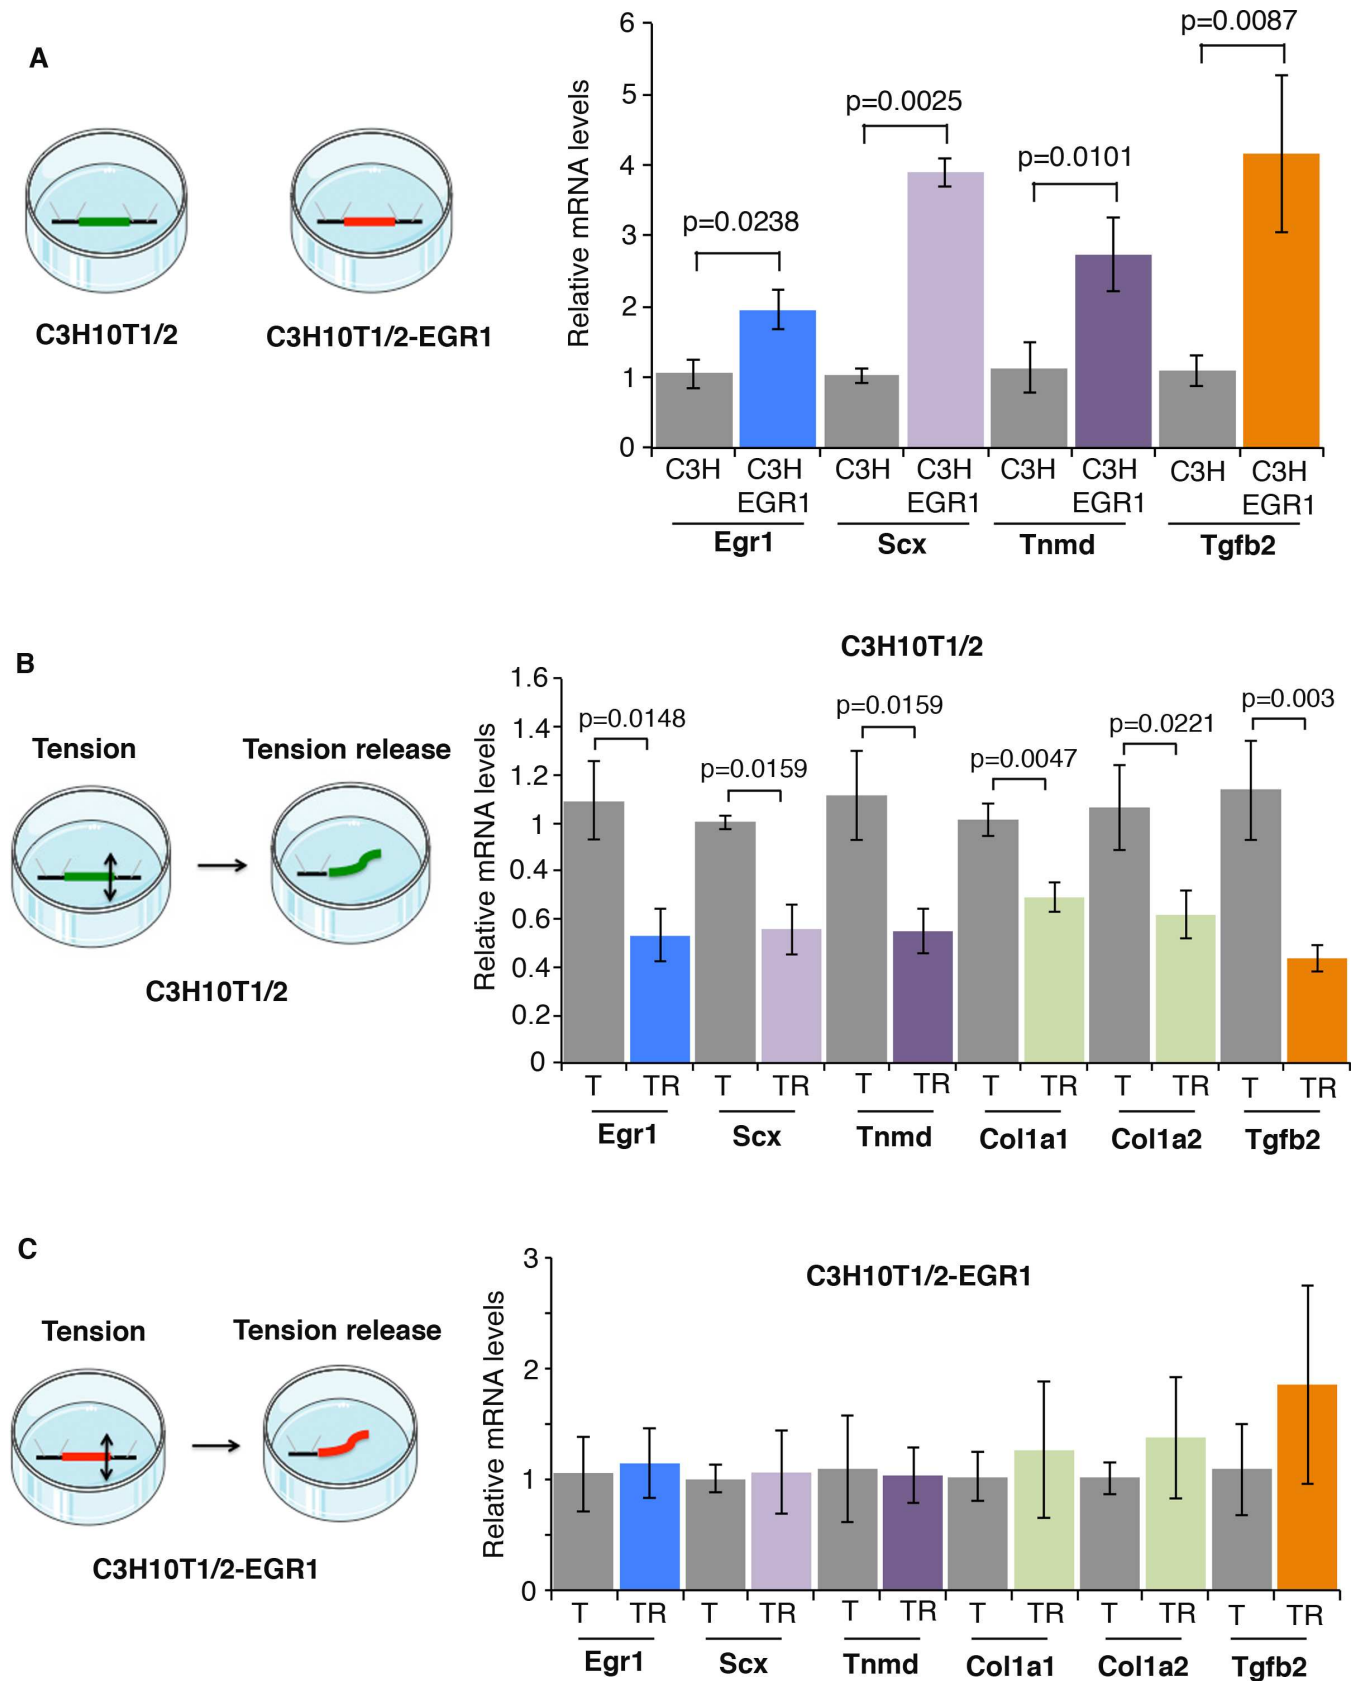 A
C3H10T1/2
C3H10T1/2-EGR1
Relative mRNA levels
6
5
4
3
2
1
0
p=0.0238
p=0.0025
p=0.0101
p=0.0087
C3H C3H C3H C3H C3H C3H C3H C3H
EGR1 EGR1 EGR1 EGR1
Egr1 Scx Tnmd Tgfb2
B
Tension Tension release
C3H10T1/2
C3H10T1/2
Relative mRNA levels
1.6
1.4
1.2
1
0.4
0.6
0.4
0.2
0
p=0.0148
p=0.0159
p=0.0159
p=0.0047
p=0.0221
p=0.003
T TR T TR T TR T TR T TR T TR
Egr1 Scx Tnmd Col1a1 Col1a2 Tgfb2
C
Tension Tension release
C3H10T1/2-EGR1
C3H10T1/2-EGR1
Relative mRNA levels
3
2
1
0
T TR T TR T TR T TR T TR T TR
Egr1 Scx Tnmd Col1a1 Col1a2 Tgfb2